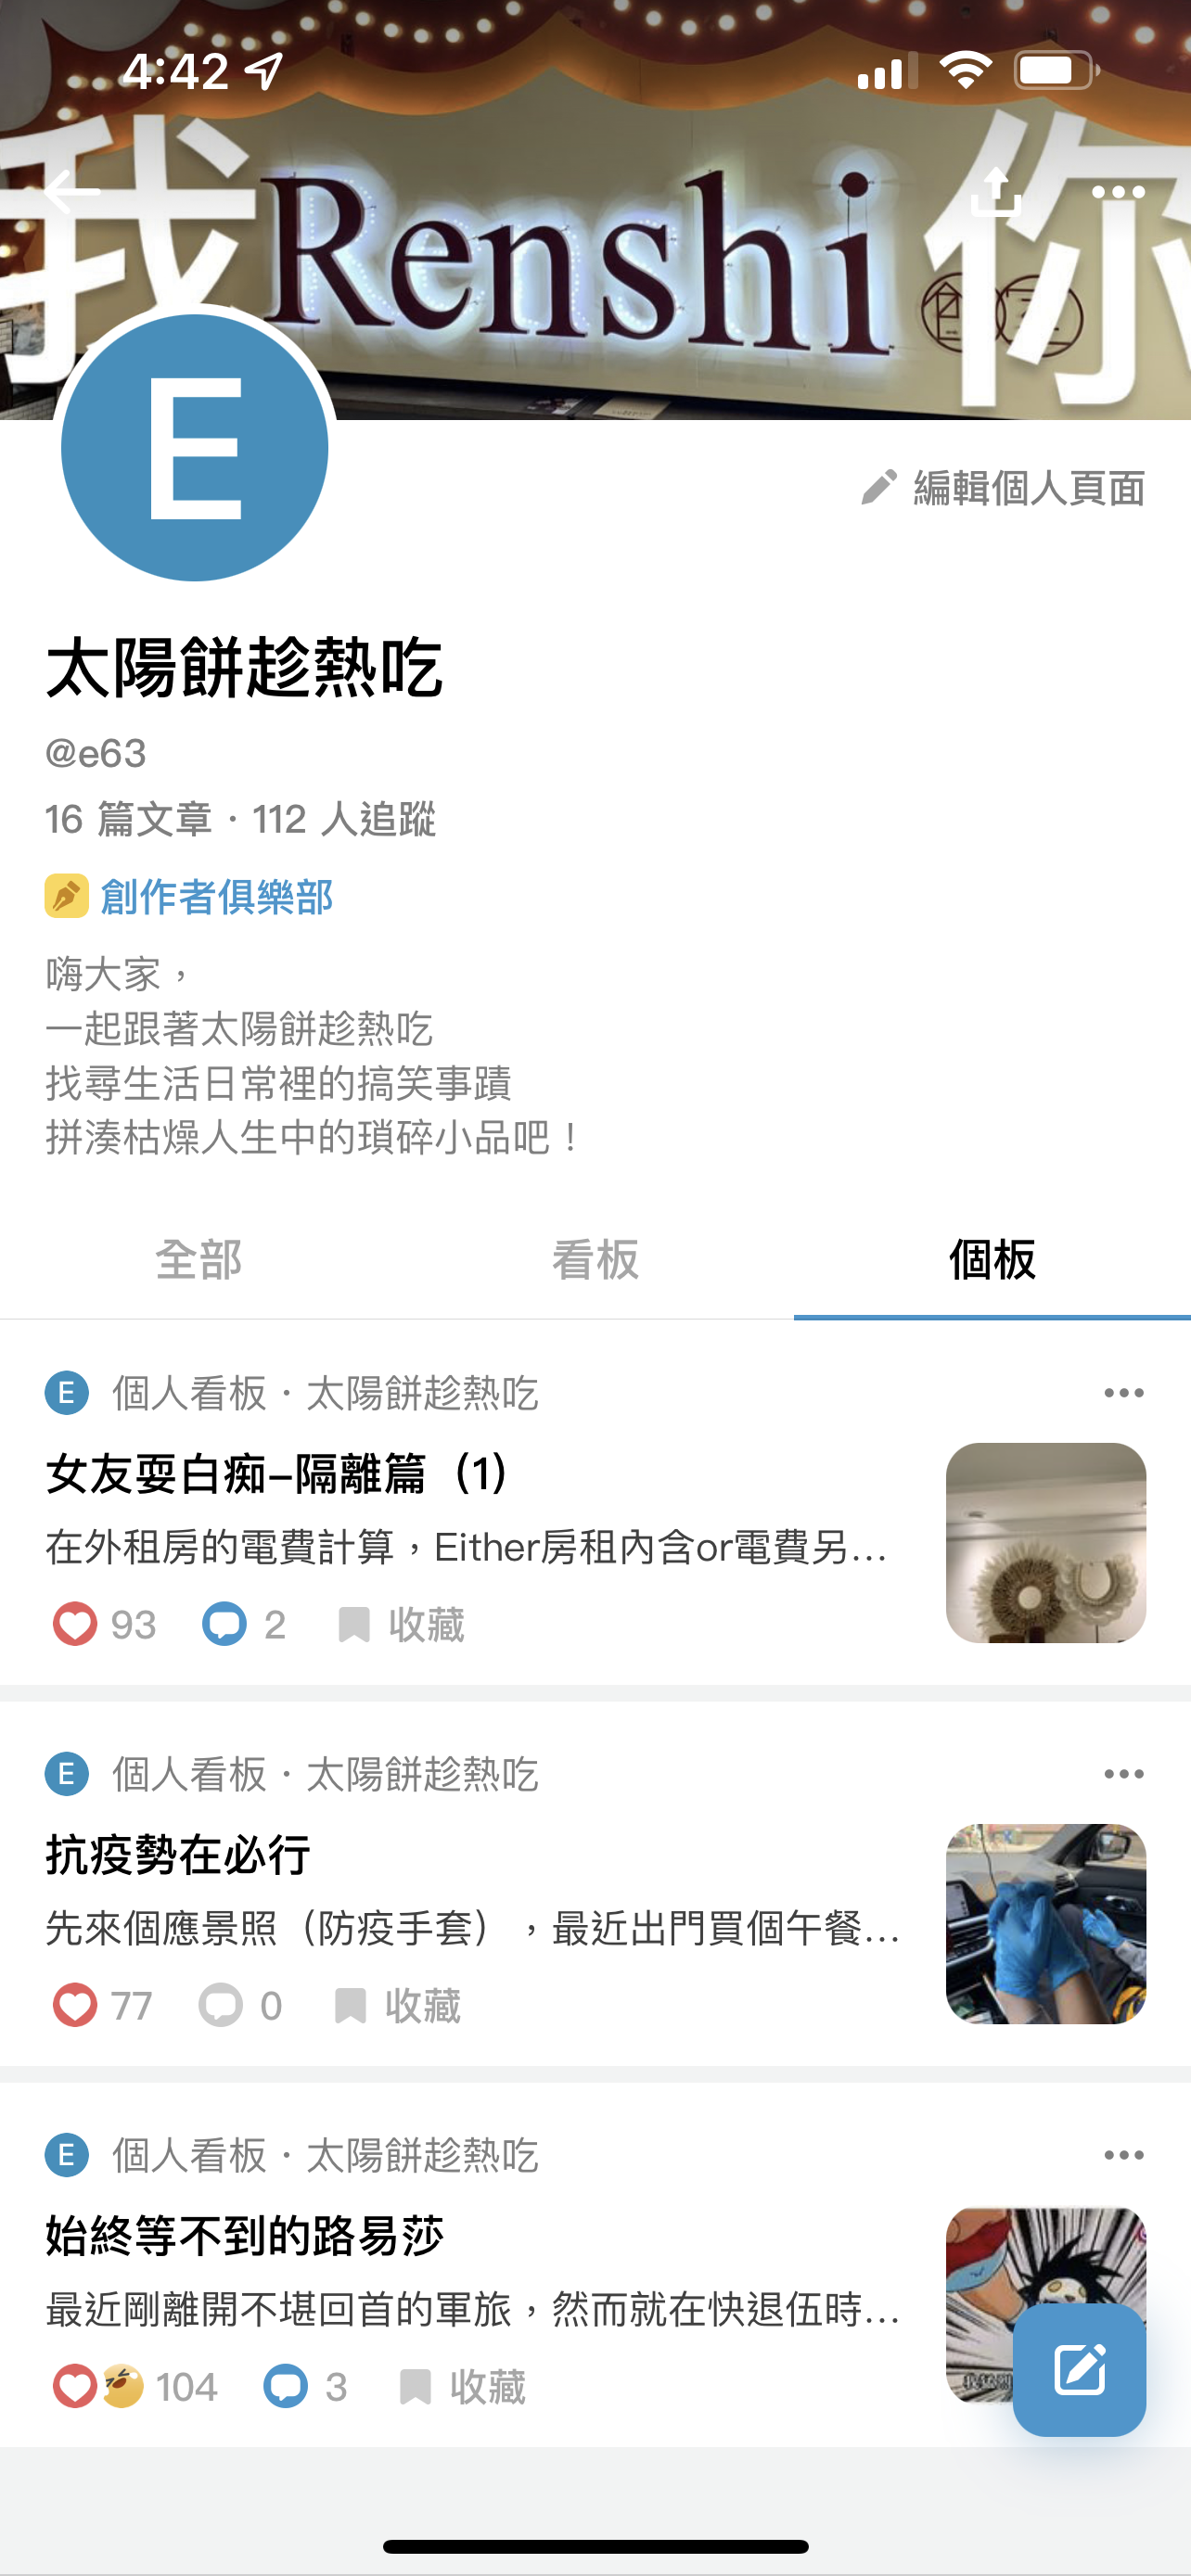 4:42
我Renshi你
E
編輯個人頁面
太陽餅趁熱吃
@e63
16 篇文章．112 人追蹤
創作者俱樂部
嗨大家，
一起跟著太陽餅趁熱吃
找尋生活日常裡的搞笑事蹟
拼湊枯燥人生中的瑣碎小品吧！
全部 看板 個板
E 個人看板．太陽餅趁熱吃
女友耍白痴–隔離篇（1）
在外租房的電費計算，Either房租內含or電費另...
93 2 收藏
E 個人看板．太陽餅趁熱吃
抗疫勢在必行
先來個應景照（防疫手套），最近出門買個午餐...
77 0 收藏
E 個人看板．太陽餅趁熱吃
始終等不到的路易莎
最近剛離開不堪回首的軍旅，然而就在快退伍時...
104 3 收藏